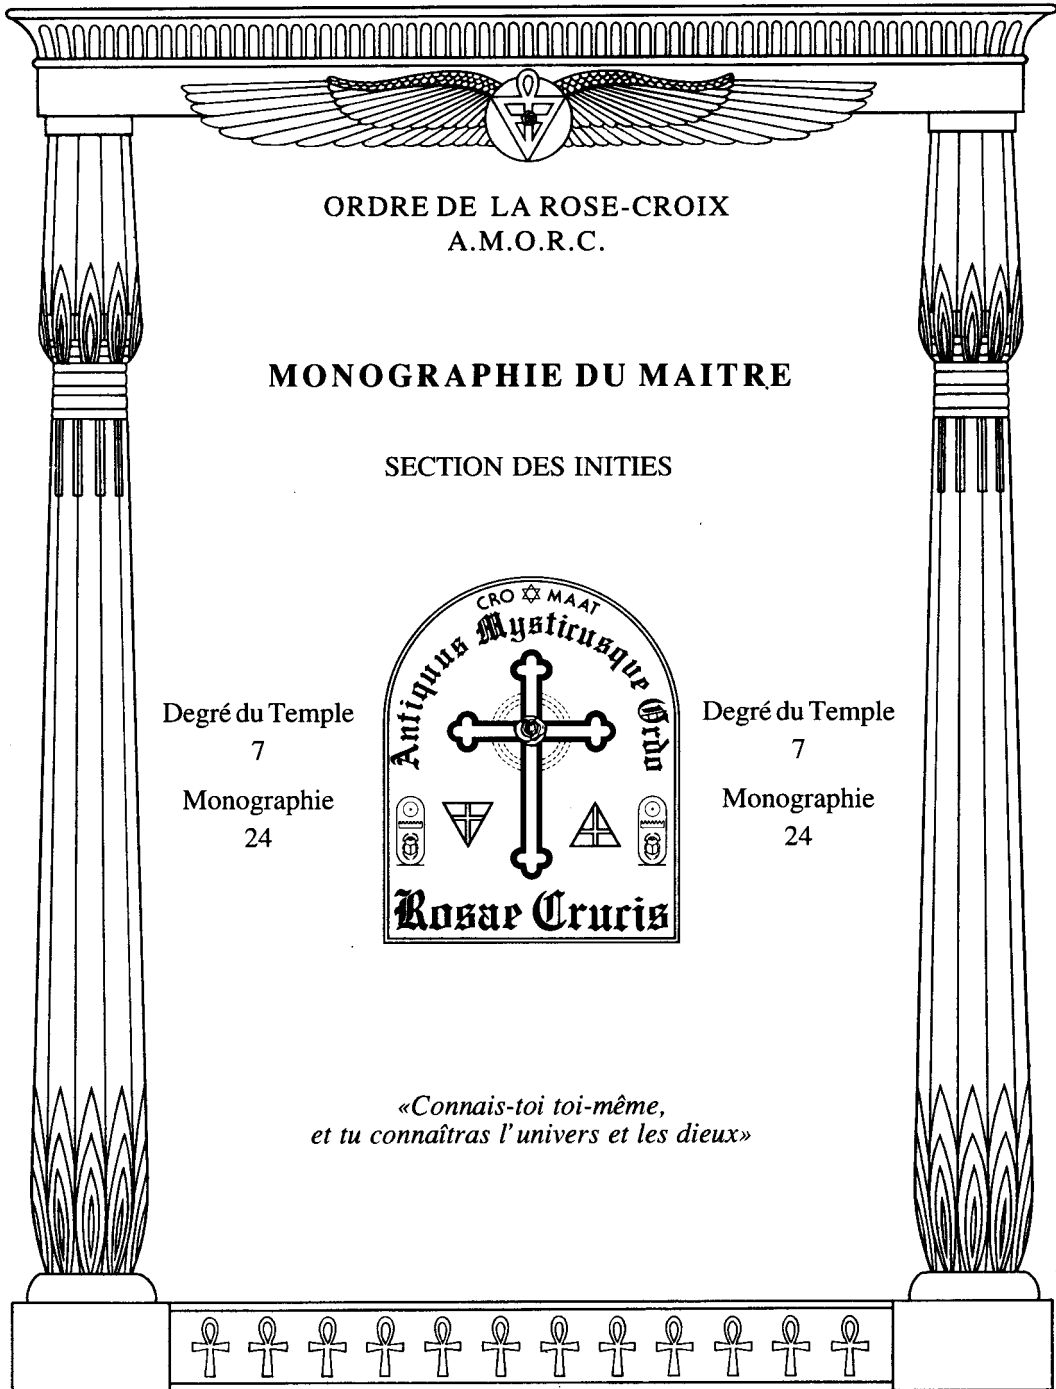 ORDRE DE LA ROSE-CROIX
A.M.O.R.C.
MONOGRAPHIE DU MAITRE
SECTION DES INITIES
CRO MAAT
Antiquus Mysticusque Ordo
Degré du Temple
7
Monographie
24
Degré du Temple
7
Monographie
24
Rosae Crucis
«Connais-toi toi-même,
et tu connaîtras l'univers et les dieux»